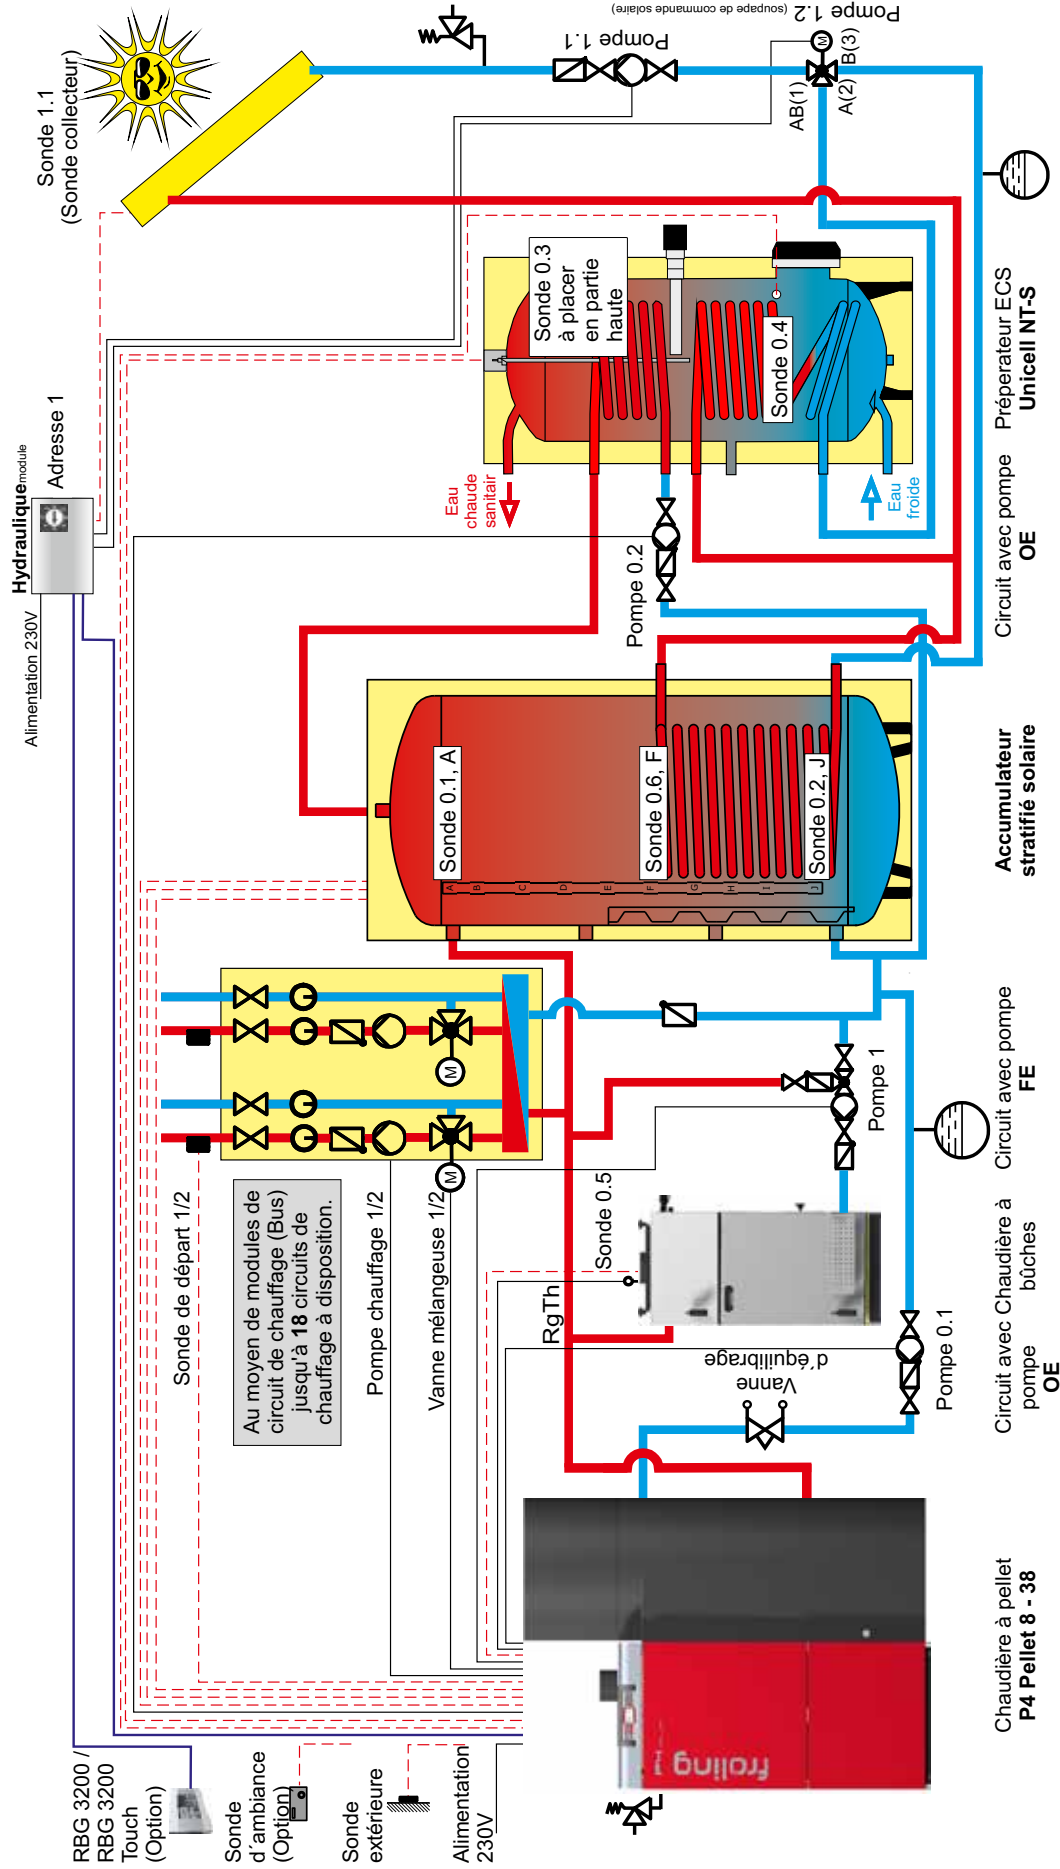 RBG 3200 /
RBG 3200
Touch
(Option)
Sonde
d´ambiance
(Option)
Sonde
extérieure
Alimentation
230V
Alimentation 230V
Hydrauliquemodule
Adresse 1
Sonde 1.1
(Sonde collecteur)
Sonde de départ 1/2
Au moyen de modules de
circuit de chauffage (Bus)
jusqu'à 18 circuits de
chauffage à disposition.
Pompe chauffage 1/2
Vanne mélangeuse 1/2
M
M
RgTh
Sonde 0.5
Vanne
d´équilibrage
Pompe 0.1
Pompe 1
Sonde 0.1, A
Sonde 0.6, F
Sonde 0.2, J
A
B
C
D
E
F
G
H
I
J
Pompe 0.2
Eau
chaude
sanitair
Eau
froide
Sonde 0.3
à placer
en partie
haute
Sonde 0.4
Pompe 1.1
Pompe 1.2
(soupape de commande solaire)
M
AB(1)
A(2)
B(3)
froling
Chaudière à pellet
P4 Pellet 8 - 38
Circuit avec
pompe
OE
Chaudière à
bûches
Circuit avec pompe
FE
Accumulateur
stratifié solaire
Circuit avec pompe
OE
Préperateur ECS
Unicell NT-S